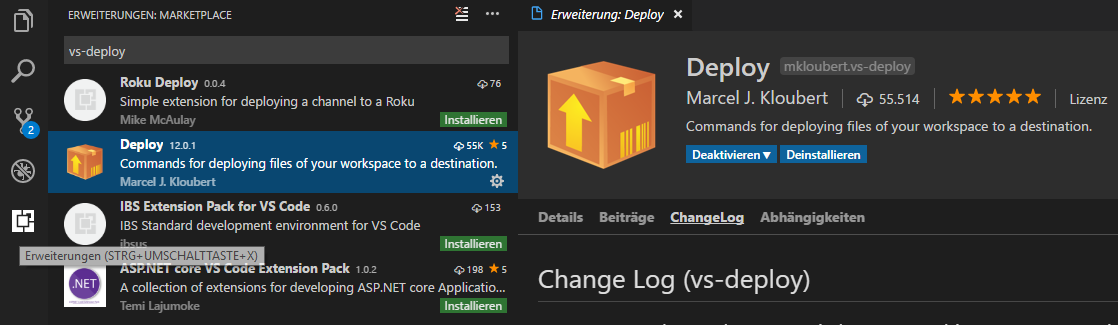 ERWEITERUNGEN: MARKETPLACE
vs-deploy
Roku Deploy 0.0.4 76
Simple extension for deploying a channel to a Roku
Mike McAulay Installieren
Deploy 12.0.1 55K 5
Commands for deploying files of your workspace to a destination.
Marcel J. Kloubert
IBS Extension Pack for VS Code 0.6.0 153
IBS Standard development environment for VS Code
ibsus Installieren
Erweiterungen (STRG+UMSCHALTTASTE+X)
ASP.NET core VS Code Extension Pack 1.0.2 198 5
.NET
A collection of extensions for developing ASP.NET core Applicatio...
Temi Lajumoke Installieren
2
Erweiterung: Deploy
Deploy mkloubert.vs-deploy
Marcel J. Kloubert 55.514 Lizenz
Commands for deploying files of your workspace to a destination.
Deaktivieren Deinstallieren
Details Beiträge ChangeLog Abhängigkeiten
Change Log (vs-deploy)